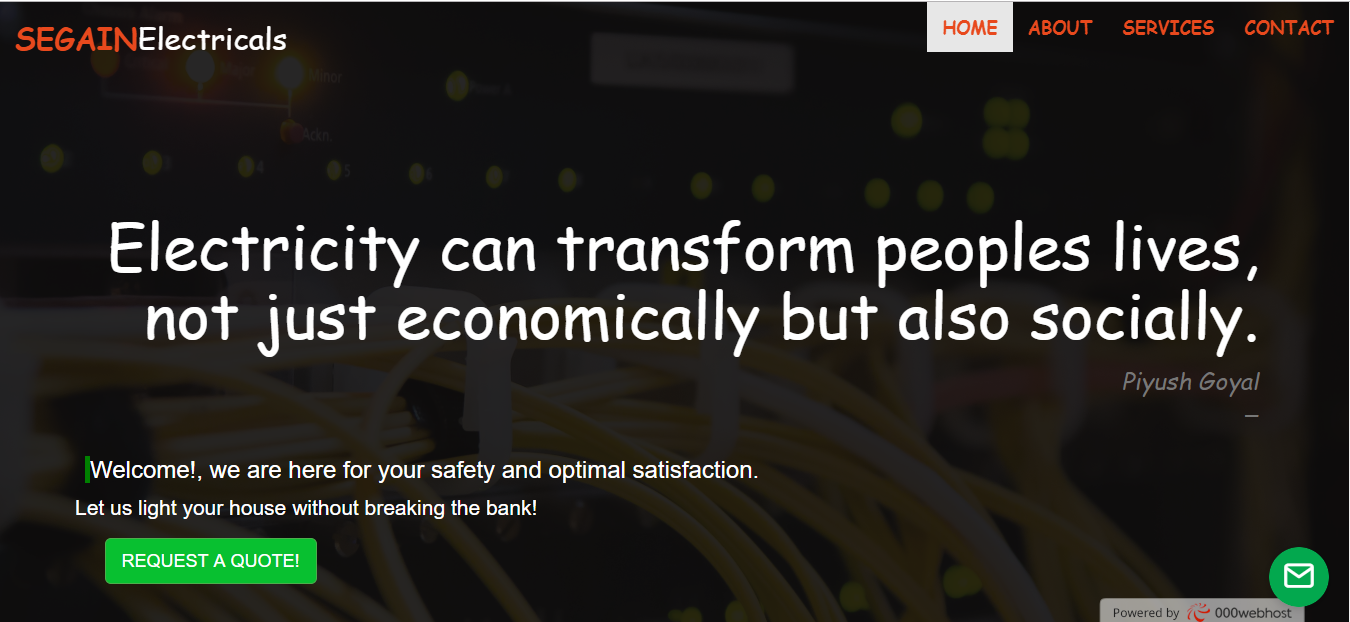 SEGAINElectricals
HOME ABOUT SERVICES CONTACT
Minor
Ackn.
Electricity can transform peoples lives,
not just economically but also socially.
Piyush Goyal
—
Welcome!, we are here for your safety and optimal satisfaction.
Let us light your house without breaking the bank!
REQUEST A QUOTE!
Powered by 000webhost